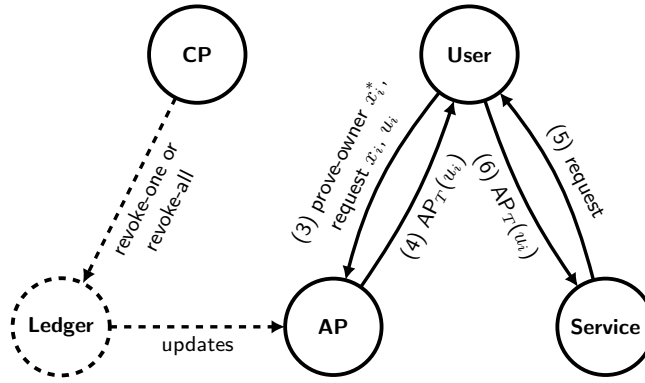 CP
User
(3) prove-owner x_i^*,
request x_i, u_i
(4) AP_T(u_i)
(6) AP_T(u_i)
(5) request
revoke-one or
revoke-all
Ledger
updates
AP
Service